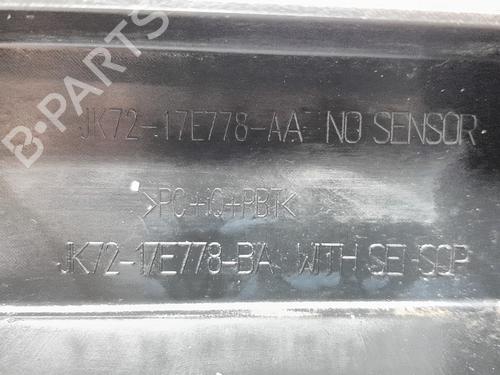 B-PARTS
JK72-17E778-AA NO SENSOR
>PC+IQ+PBT<
JK72-17E778-BA WITH SENSOR